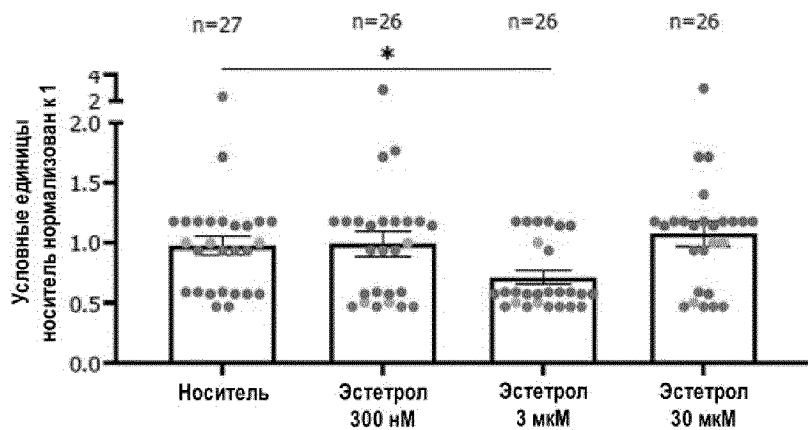 n=27 n=26 n=26 n=26
*
Условные единицы
носитель нормализован к 1
4
2
2.0
1.5
1.0
0.5
0.0
Носитель Эстетрол Эстетрол Эстетрол
300 нМ 3 мкМ 30 мкМ